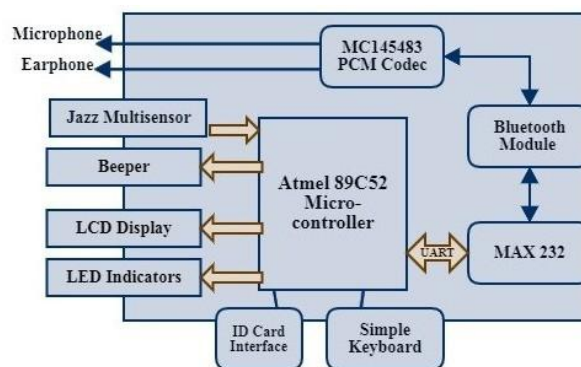 Microphone
Earphone
MC145483
PCM Codec
Jazz Multisensor
Beeper
LCD Display
LED Indicators
Atmel 89C52
Micro-
controller
Bluetooth
Module
UART
MAX 232
ID Card
Interface
Simple
Keyboard